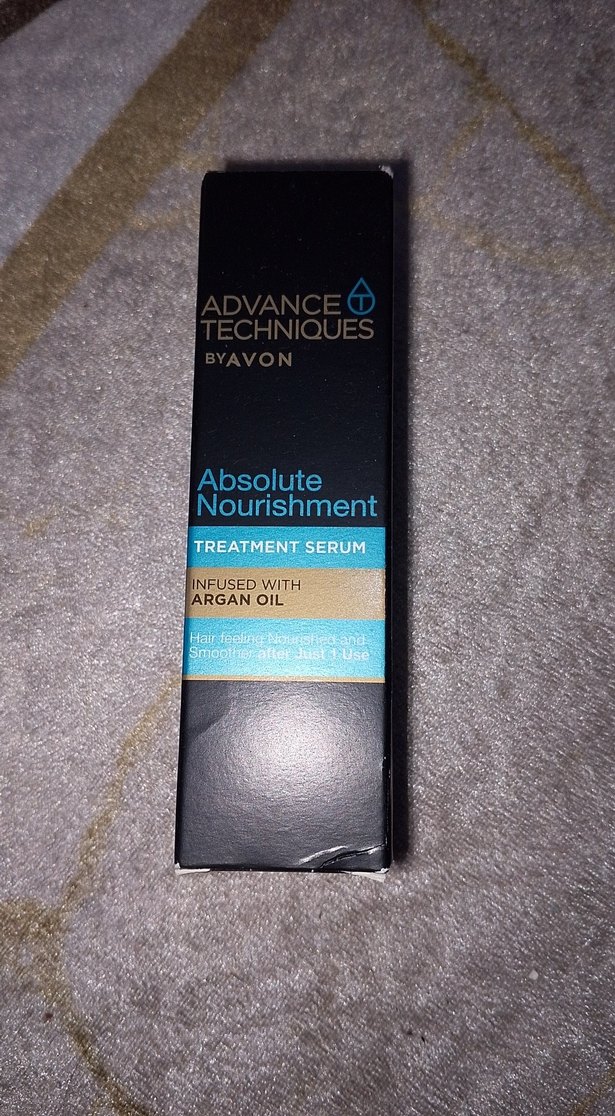 ADVANCE T
TECHNIQUES
BY AVON
Absolute
Nourishment
TREATMENT SERUM
INFUSED WITH
ARGAN OIL
Hair feeling Nourished and
Smoother after Just 1 Use